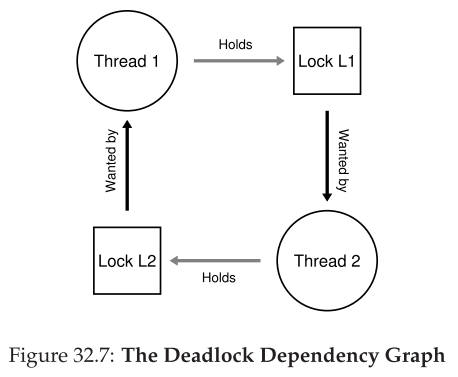 Holds
Thread 1
Lock L1
Wanted by
Wanted by
Lock L2
Thread 2
Holds
Figure 32.7: The Deadlock Dependency Graph